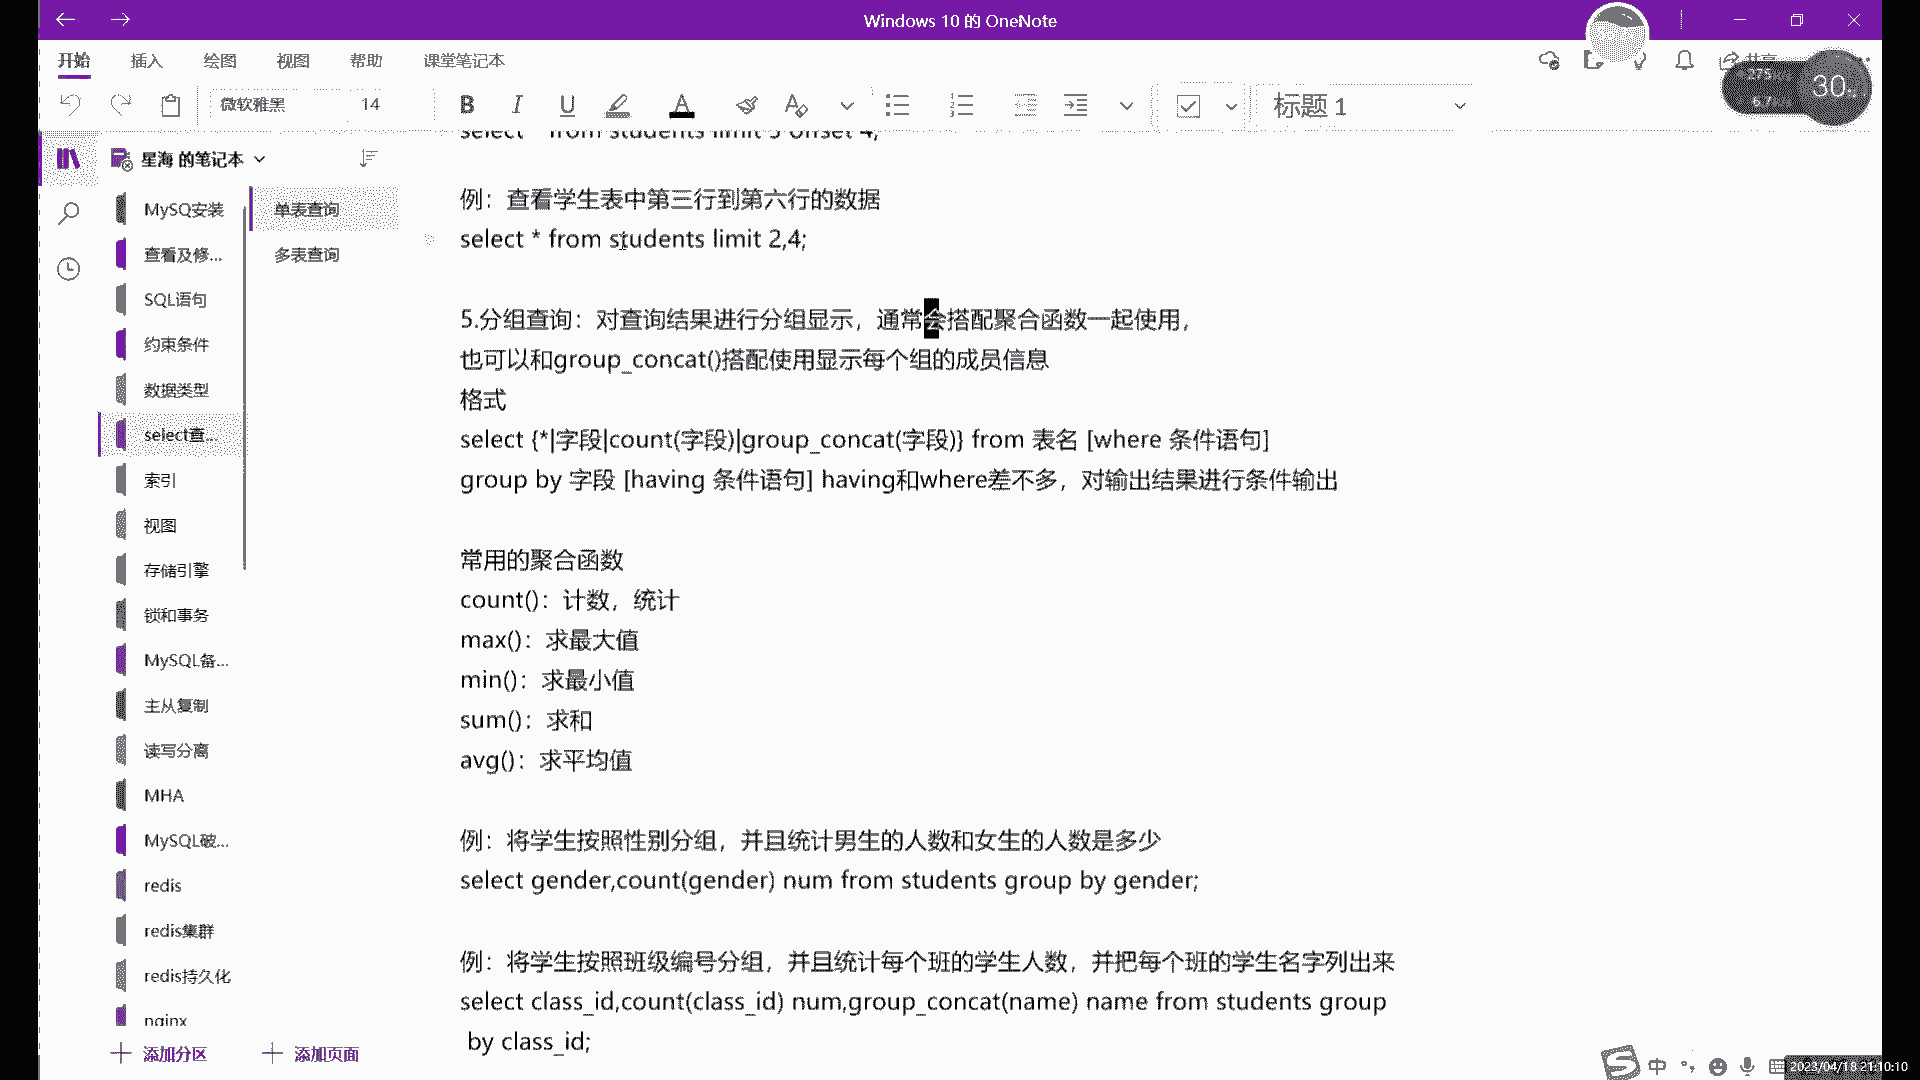 Windows 10 的 OneNote
开始 插入 绘图 视图 帮助 课堂笔记本
共享
275
6.7
30
微软雅黑 14 B I U A 标题 1
星海 的笔记本
MySQ安装
查看及修...
SQL语句
约束条件
数据类型
select查...
索引
视图
存储引擎
锁和事务
MySQL备...
主从复制
读写分离
MHA
MySQL破...
redis
redis集群
redis持久化
nginx
添加分区
单表查询
多表查询
添加页面
select * from students limit 3 offset 4;
例：查看学生表中第三行到第六行的数据
select * from students limit 2,4;
5.分组查询：对查询结果进行分组显示，通常会搭配聚合函数一起使用，
也可以和group_concat()搭配使用显示每个组的成员信息
格式
select {*|字段|count(字段)|group_concat(字段)} from 表名 [where 条件语句]
group by 字段 [having 条件语句] having和where差不多，对输出结果进行条件输出
常用的聚合函数
count()：计数，统计
max()：求最大值
min()：求最小值
sum()：求和
avg()：求平均值
例：将学生按照性别分组，并且统计男生的人数和女生的人数是多少
select gender,count(gender) num from students group by gender;
例：将学生按照班级编号分组，并且统计每个班的学生人数，并把每个班的学生名字列出来
select class_id,count(class_id) num,group_concat(name) name from students group
by class_id;
中
2023/04/18 21:10:10